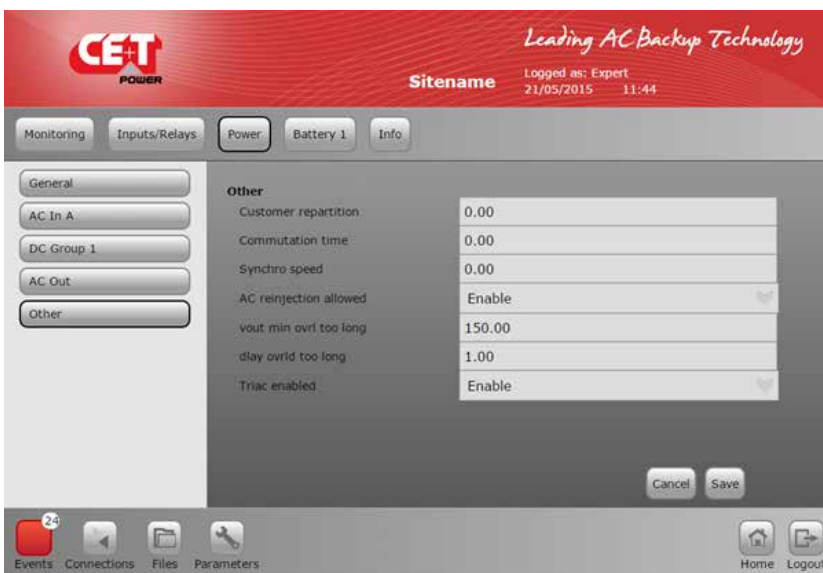 CE+T
POWER
Leading AC Backup Technology
Sitename
Logged as: Expert
21/05/2015 11:44
Monitoring Inputs/Relays Power Battery 1 Info
General
AC In A
DC Group 1
AC Out
Other
Other
Customer repartition 0.00
Commutation time 0.00
Synchro speed 0.00
AC reinjection allowed Enable
vout min ovrl too long 150.00
dlay ovrld too long 1.00
Triac enabled Enable
Cancel Save
24
Events Connections Files Parameters Home Logout